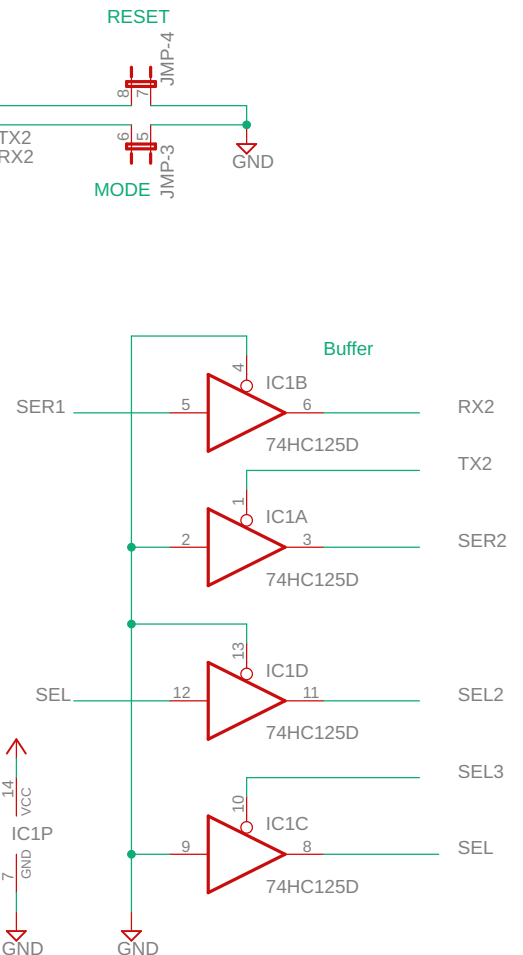 RESET
JMP-4
8 7
TX2
RX2
6 5
JMP-3
GND
MODE
Buffer
4
IC1B
SER1 5 6 RX2
74HC125D
TX2
1
IC1A
2 3 SER2
74HC125D
13
IC1D
SEL 12 11 SEL2
74HC125D
SEL3
14
VCC
10
IC1C
IC1P
9 8 SEL
7
GND
74HC125D
GND
GND